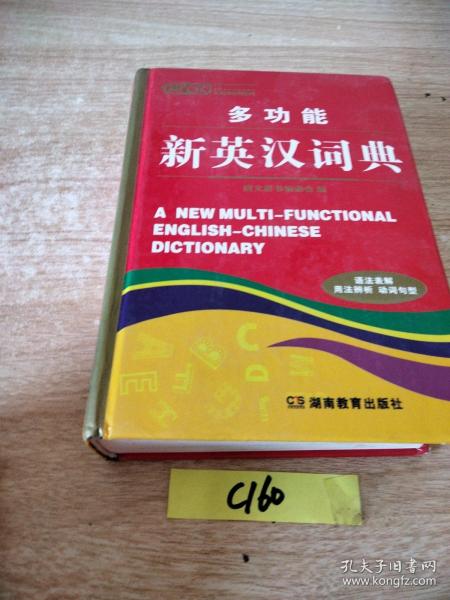 多功能
新英汉词典
A NEW MULTI-FUNCTIONAL
ENGLISH-CHINESE
DICTIONARY
语法表解
用法辨析 动词句型
湖南教育出版社
C160
孔夫子旧书网
www.kongfz.com